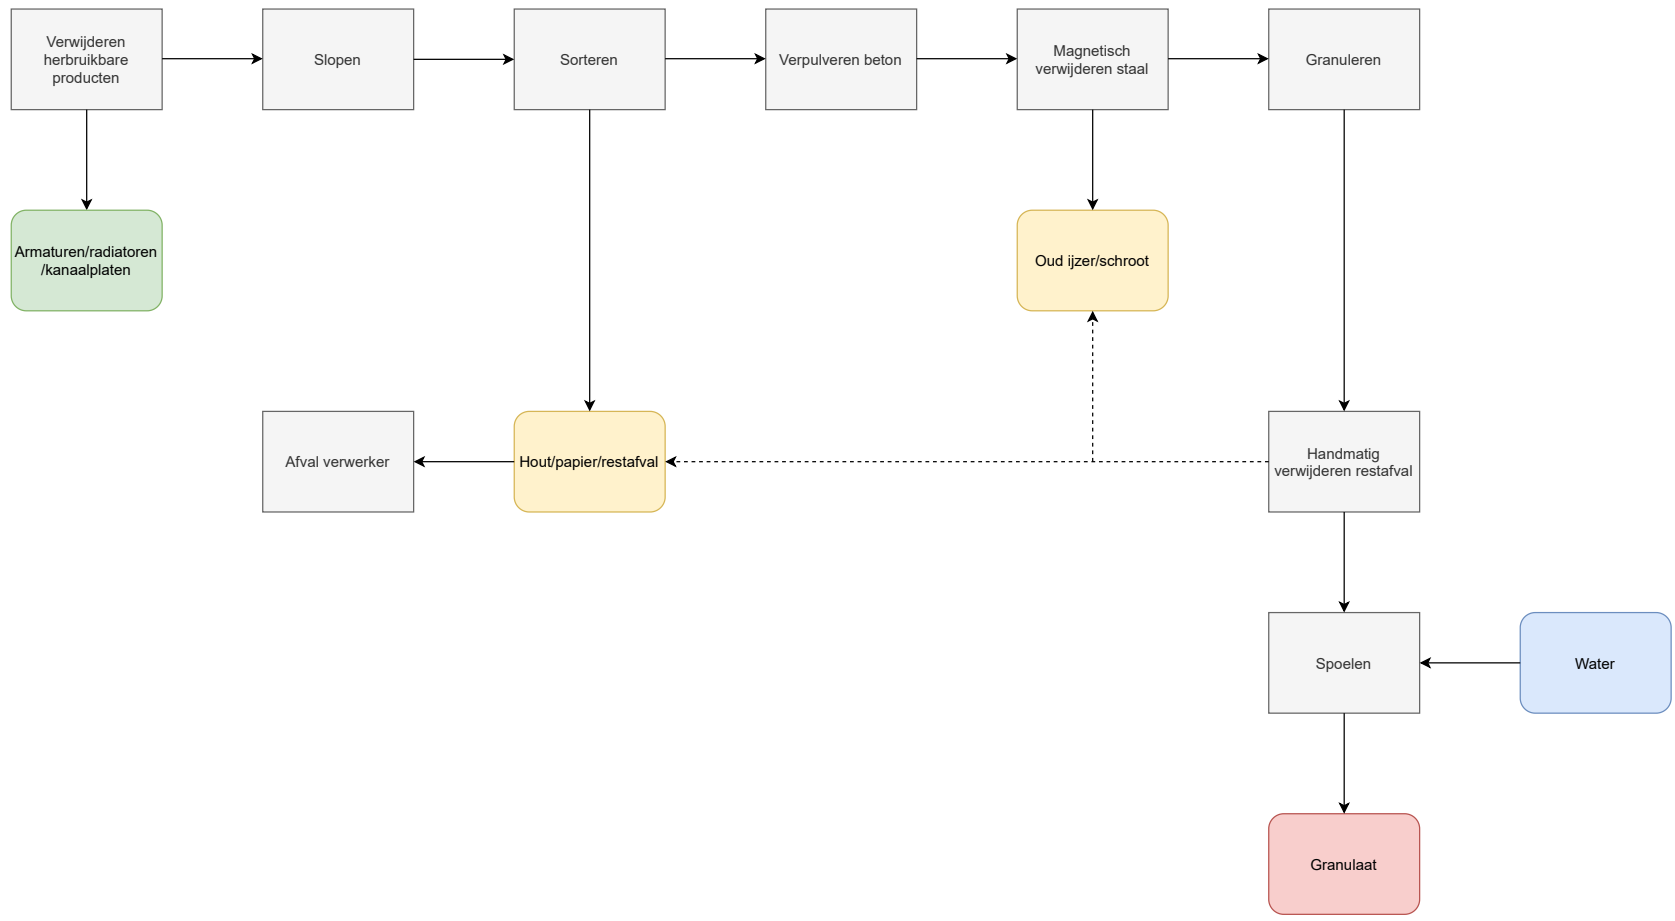 Verwijderen
herbruikbare
producten
Slopen
Sorteren
Verpulveren beton
Magnetisch
verwijderen staal
Granuleren
Armaturen/radiatoren
/kanaalplaten
Oud ijzer/schroot
Afval verwerker
Hout/papier/restafval
Handmatig
verwijderen restafval
Spoelen
Water
Granulaat